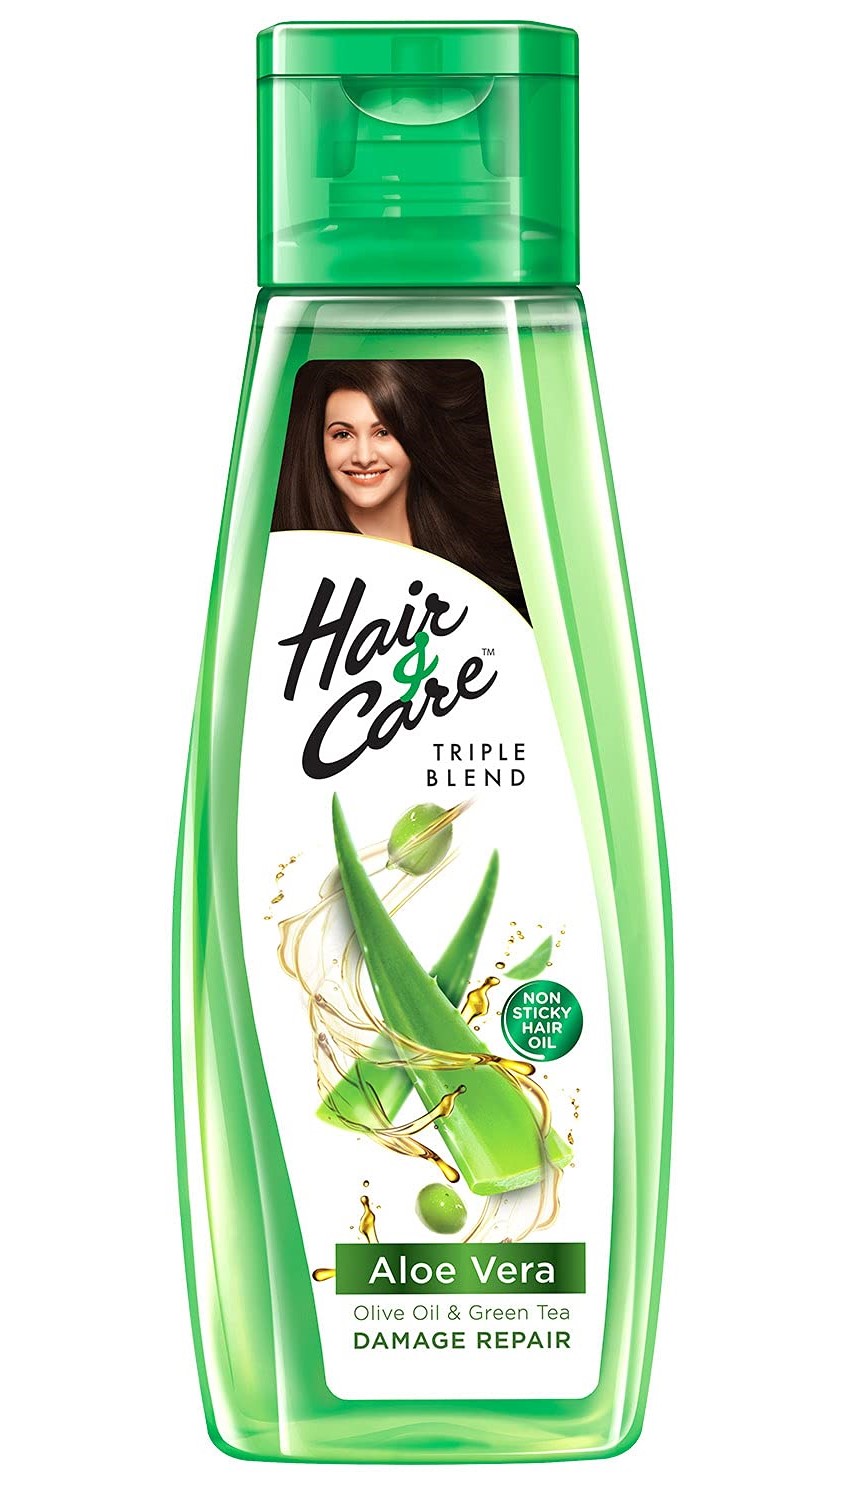 Hair
&
Care™
TRIPLE
BLEND
NON
STICKY
HAIR
OIL
Aloe Vera
Olive Oil & Green Tea
DAMAGE REPAIR